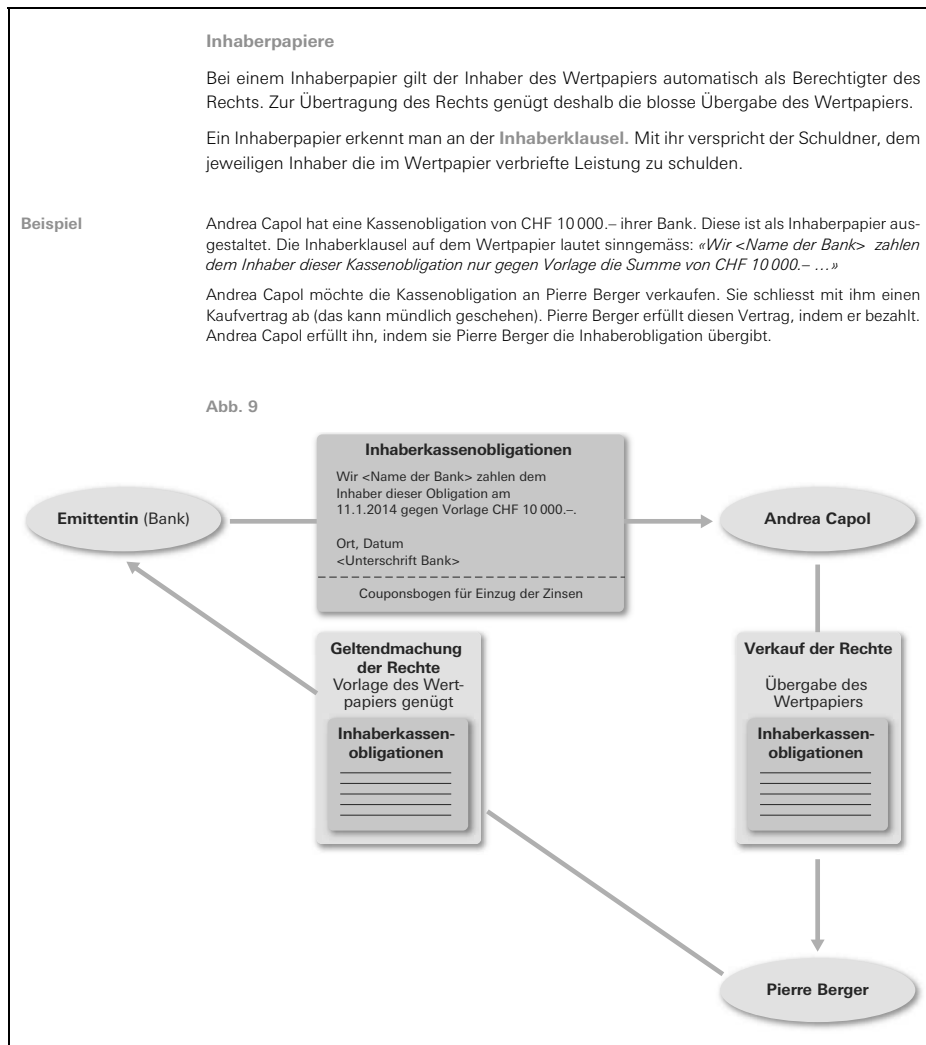 Inhaberpapiere
Bei einem Inhaberpapier gilt der Inhaber des Wertpapiers automatisch als Berechtigter des
Rechts. Zur Übertragung des Rechts genügt deshalb die blosse Übergabe des Wertpapiers.
Ein Inhaberpapier erkennt man an der Inhaberklausel. Mit ihr verspricht der Schuldner, dem
jeweiligen Inhaber die im Wertpapier verbriefte Leistung zu schulden.
Beispiel
Andrea Capol hat eine Kassenobligation von CHF 10 000.– ihrer Bank. Diese ist als Inhaberpapier aus-
gestaltet. Die Inhaberklausel auf dem Wertpapier lautet sinngemäss: «Wir <Name der Bank> zahlen
dem Inhaber dieser Kassenobligation nur gegen Vorlage die Summe von CHF 10 000.– …»
Andrea Capol möchte die Kassenobligation an Pierre Berger verkaufen. Sie schliesst mit ihm einen
Kaufvertrag ab (das kann mündlich geschehen). Pierre Berger erfüllt diesen Vertrag, indem er bezahlt.
Andrea Capol erfüllt ihn, indem sie Pierre Berger die Inhaberobligation übergibt.
Abb. 9
Inhaberkassenobligationen
Wir <Name der Bank> zahlen dem
Inhaber dieser Obligation am
11.1.2014 gegen Vorlage CHF 10 000.–.
Ort, Datum
<Unterschrift Bank>
Couponsbogen für Einzug der Zinsen
Emittentin (Bank)
Andrea Capol
Geltendmachung
der Rechte
Vorlage des Wert-
papiers genügt
Inhaberkassen-
obligationen
Verkauf der Rechte
Übergabe des
Wertpapiers
Inhaberkassen-
obligationen
Pierre Berger